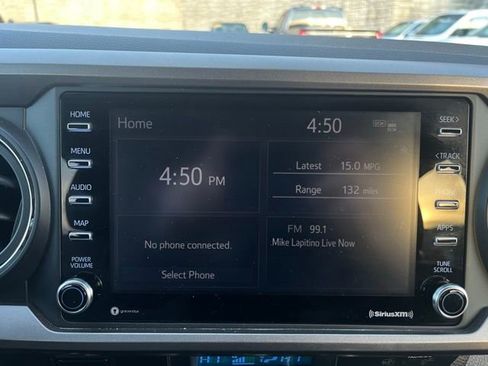 HOME
MENU
AUDIO
MAP
POWER
VOLUME
Home
4:50
4:50 PM
Latest 15.0 MPG
Range 132 miles
No phone connected.
Select Phone
FM 99.1
.Mike Lapitino Live Now
SEEK>
<TRACK
PHONE
APPS
TUNE
SCROLL
gracenote
((SiriusXM))